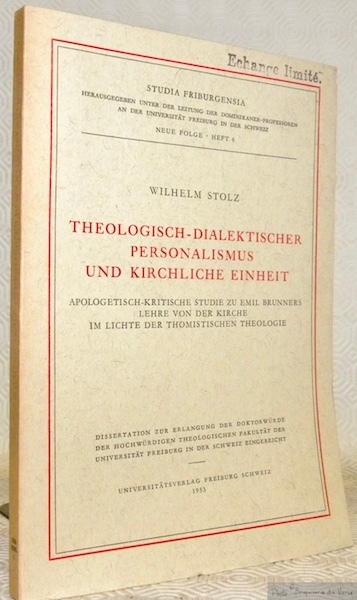 Echange limité.
STUDIA FRIBURGENSIA
HERAUSGEGEBEN UNTER DER LEITUNG DER DOMINIKANER-PROFESSOREN
AN DER UNIVERSITÄT FREIBURG IN DER SCHWEIZ
NEUE FOLGE · HEFT 6
WILHELM STOLZ
THEOLOGISCH-DIALEKTISCHER
PERSONALISMUS
UND KIRCHLICHE EINHEIT
APOLOGETISCH-KRITISCHE STUDIE ZU EMIL BRUNNERS
LEHRE VON DER KIRCHE
IM LICHTE DER THOMISTISCHEN THEOLOGIE
DISSERTATION ZUR ERLANGUNG DER DOKTORWÜRDE
DER HOCHWÜRDIGEN THEOLOGISCHEN FAKULTÄT DER
UNIVERSITÄT FREIBURG IN DER SCHWEIZ EINGEREICHT
UNIVERSITÄTSVERLAG FREIBURG SCHWEIZ
1953